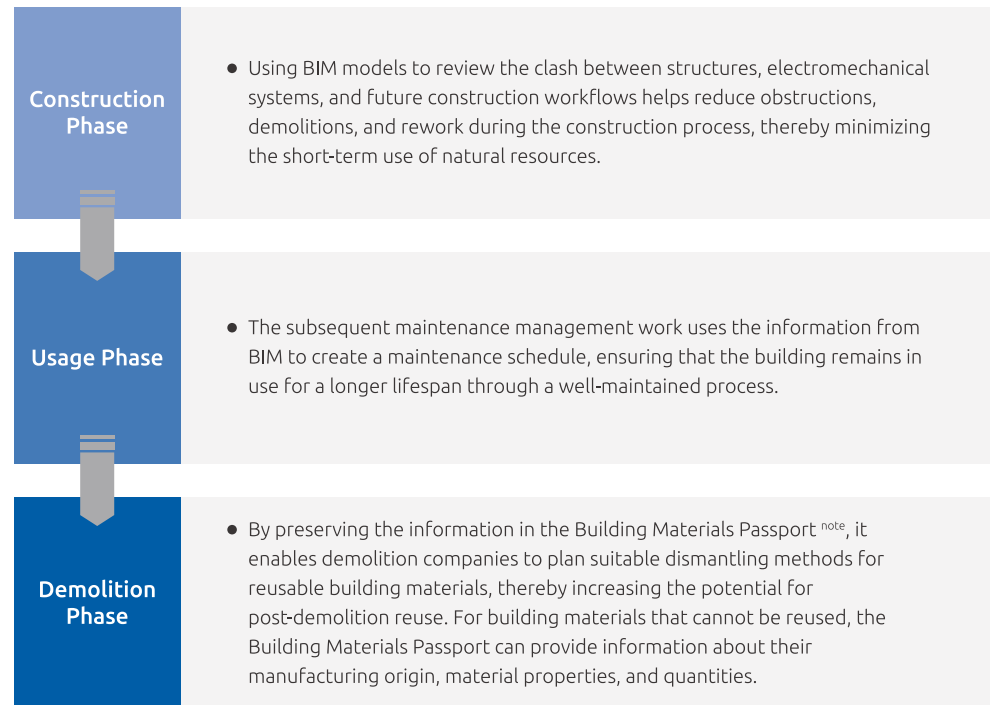 Construction
Phase
● Using BIM models to review the clash between structures, electromechanical
systems, and future construction workflows helps reduce obstructions,
demolitions, and rework during the construction process, thereby minimizing
the short-term use of natural resources.
Usage Phase
● The subsequent maintenance management work uses the information from
BIM to create a maintenance schedule, ensuring that the building remains in
use for a longer lifespan through a well-maintained process.
Demolition
Phase
● By preserving the information in the Building Materials Passport note, it
enables demolition companies to plan suitable dismantling methods for
reusable building materials, thereby increasing the potential for
post-demolition reuse. For building materials that cannot be reused, the
Building Materials Passport can provide information about their
manufacturing origin, material properties, and quantities.